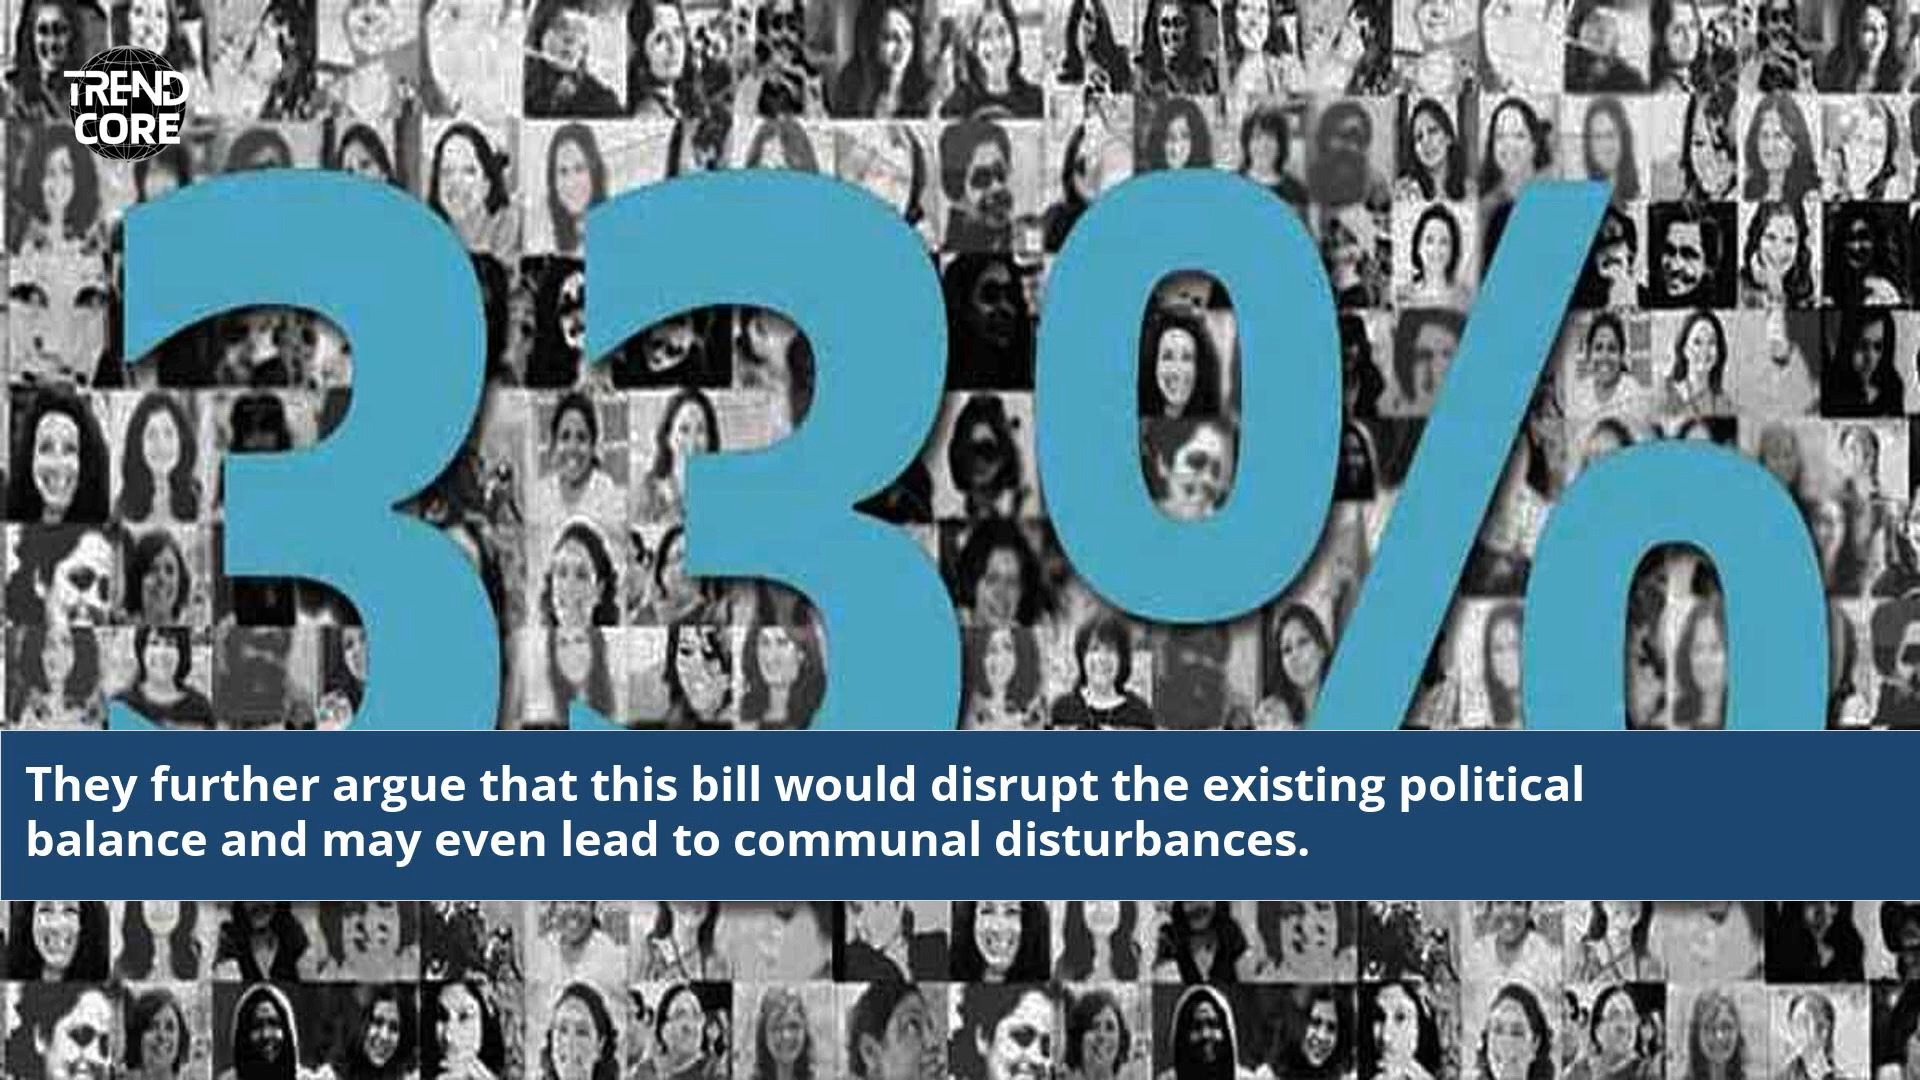 TREND
CORE
33%
They further argue that this bill would disrupt the existing political
balance and may even lead to communal disturbances.